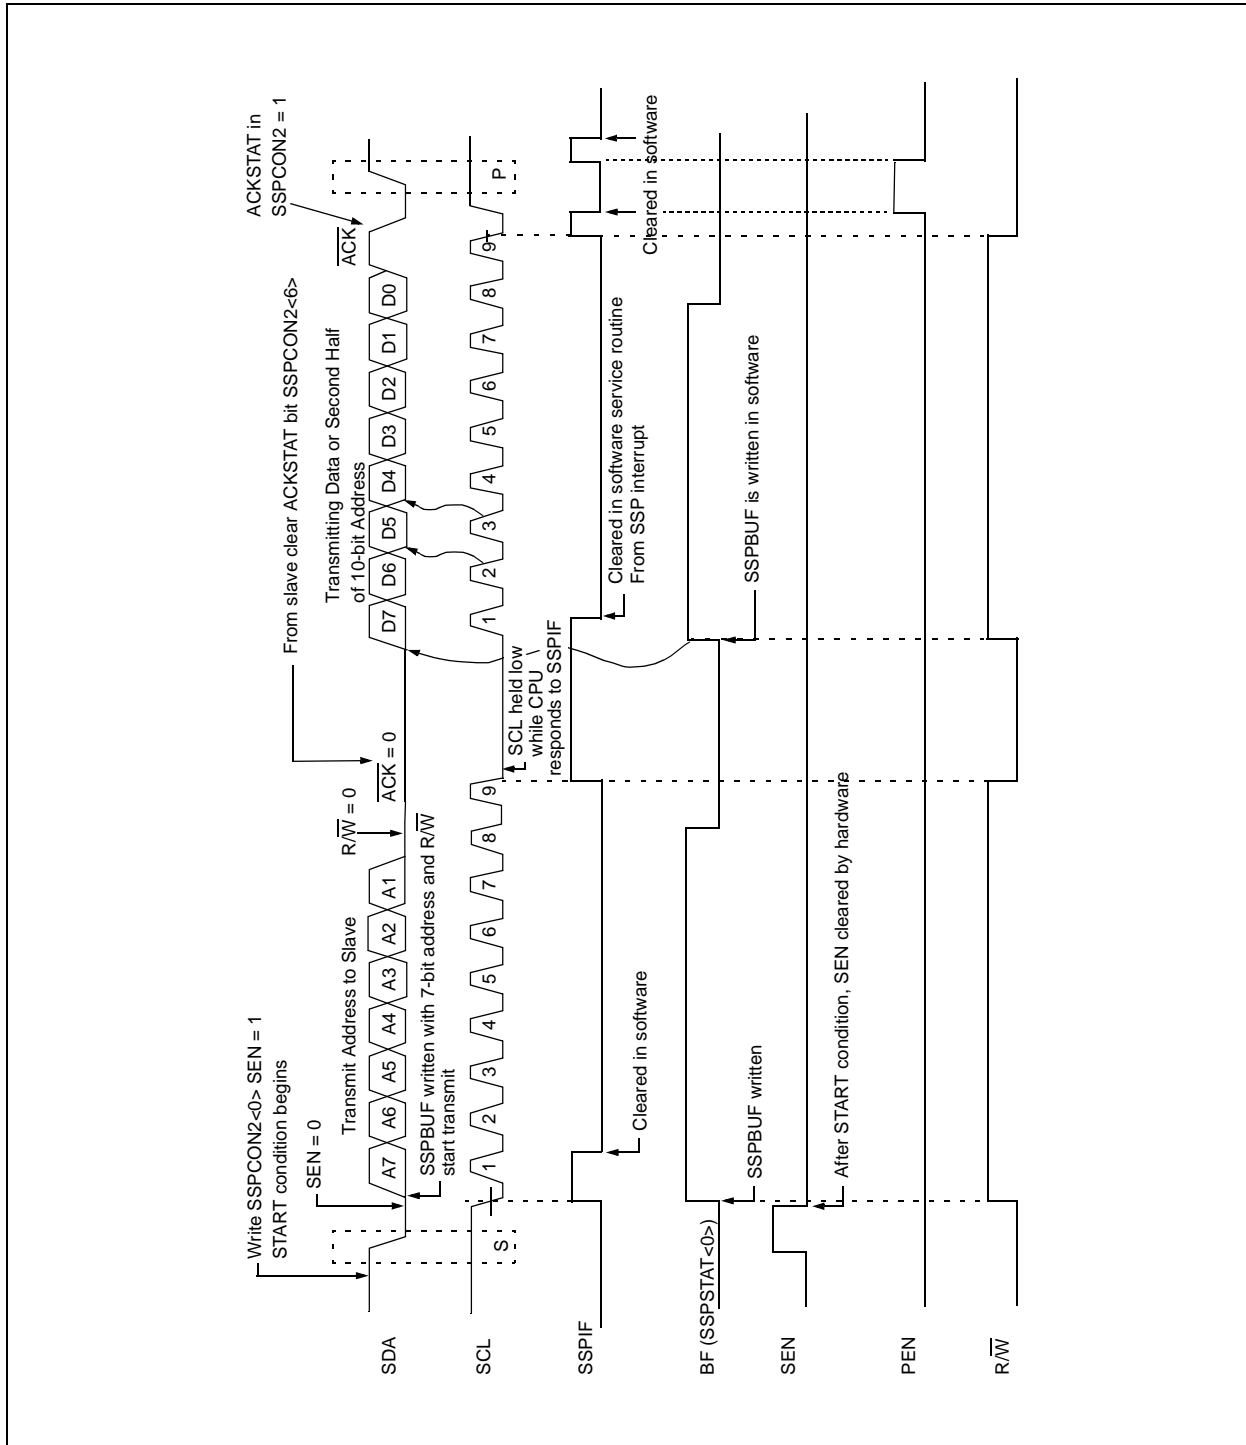 Write SSPCON2<0> SEN = 1
START condition begins
SEN = 0
Transmit Address to Slave
R/W = 0
From slave clear ACKSTAT bit SSPCON2<6>
ACK = 0
Transmitting Data or Second Half
of 10-bit Address
ACK
ACKSTAT in
SSPCON2 = 1
SDA
A7 A6 A5 A4 A3 A2 A1
D7 D6 D5 D4 D3 D2 D1 D0
SSPBUF written with 7-bit address and R/W
start transmit
SCL
S
1 2 3 4 5 6 7 8 9
1 2 3 4 5 6 7 8 9
P
SCL held low
while CPU
responds to SSPIF
SSPIF
Cleared in software
Cleared in software service routine
From SSP interrupt
Cleared in software
BF (SSPSTAT<0>)
SSPBUF written
SSPBUF is written in software
SEN
After START condition, SEN cleared by hardware
PEN
R/W